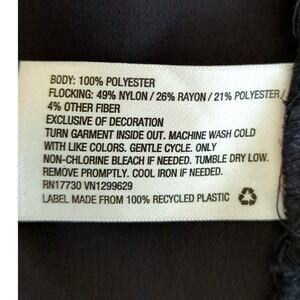 BODY: 100% POLYESTER
FLOCKING: 49% NYLON / 26% RAYON / 21% POLYESTER/
4% OTHER FIBER
EXCLUSIVE OF DECORATION
TURN GARMENT INSIDE OUT. MACHINE WASH COLD
WITH LIKE COLORS. GENTLE CYCLE. ONLY
NON-CHLORINE BLEACH IF NEEDED. TUMBLE DRY LOW.
REMOVE PROMPTLY. COOL IRON IF NEEDED.
RN17730 VN1299629
LABEL MADE FROM 100% RECYCLED PLASTIC